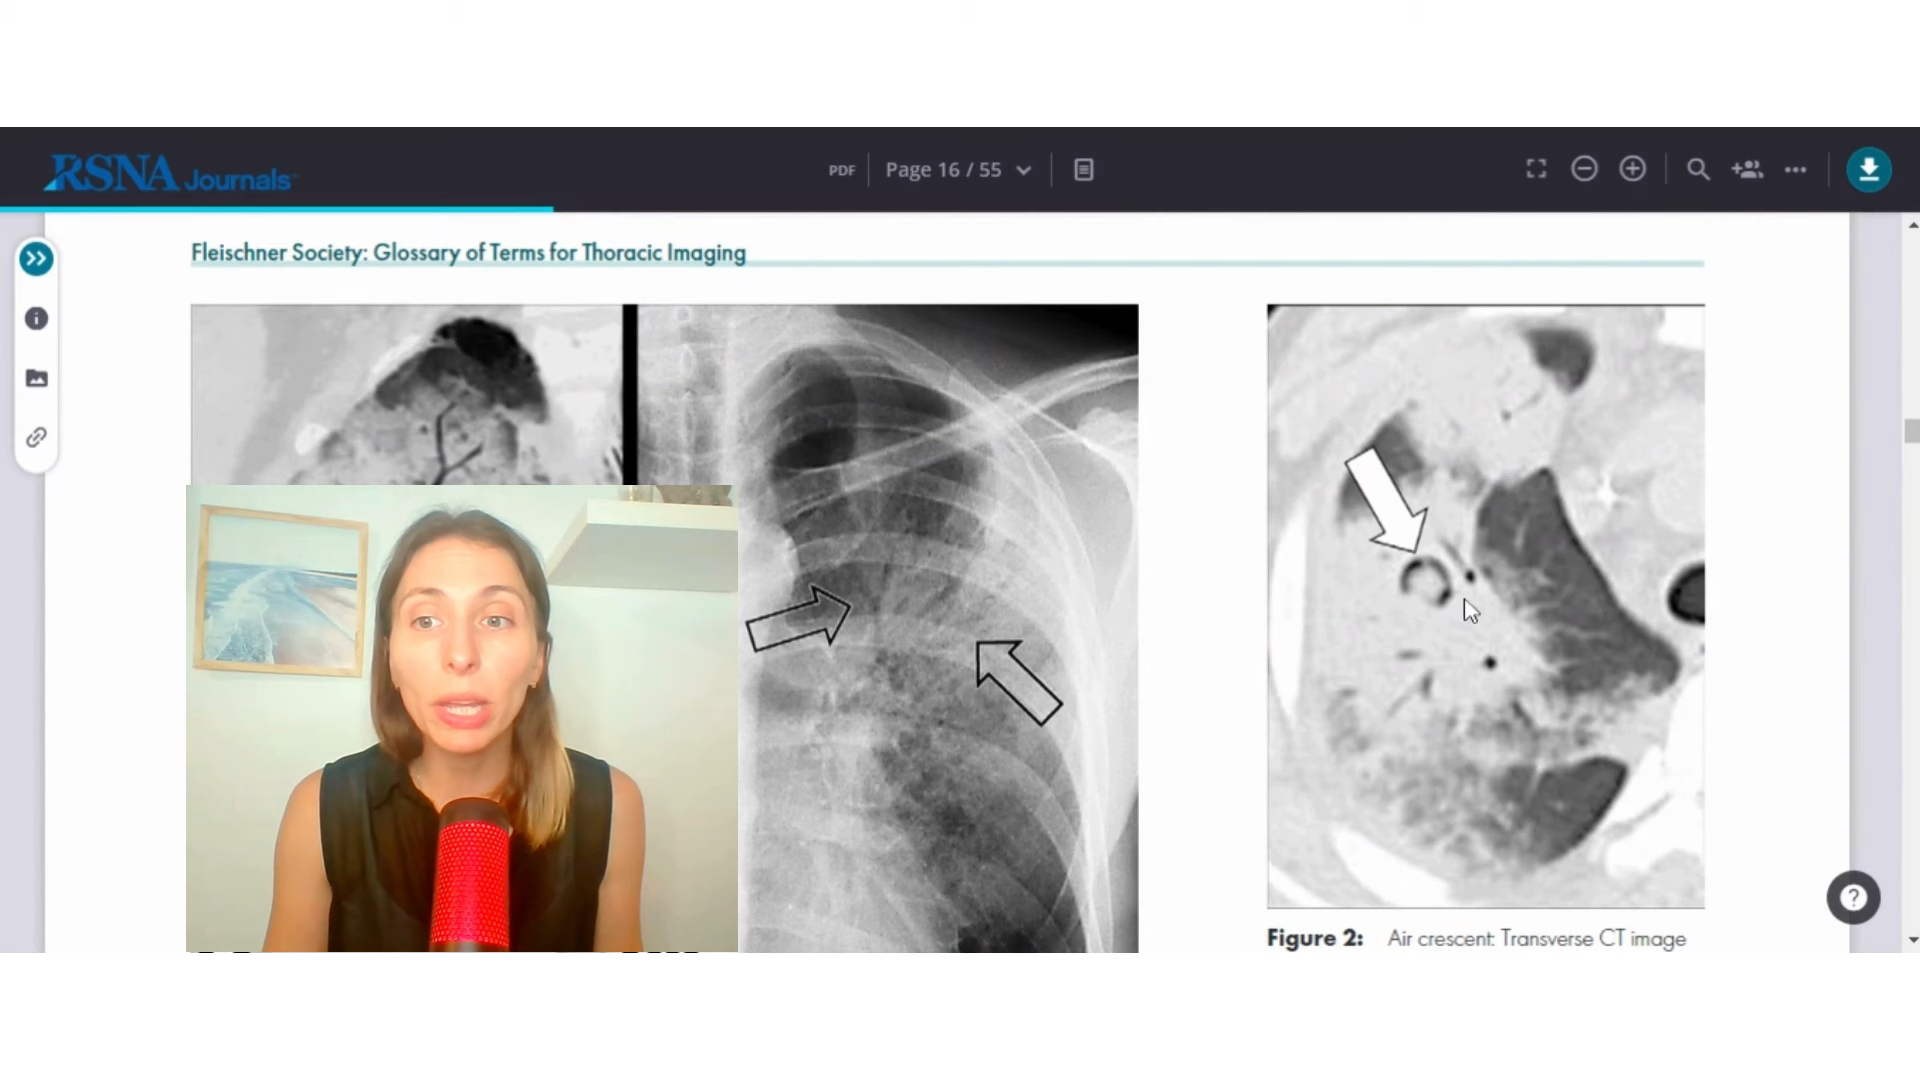 RSNA Journals
PDF
Page 16 / 55
Fleischner Society: Glossary of Terms for Thoracic Imaging
Figure 2: Air crescent: Transverse CT image